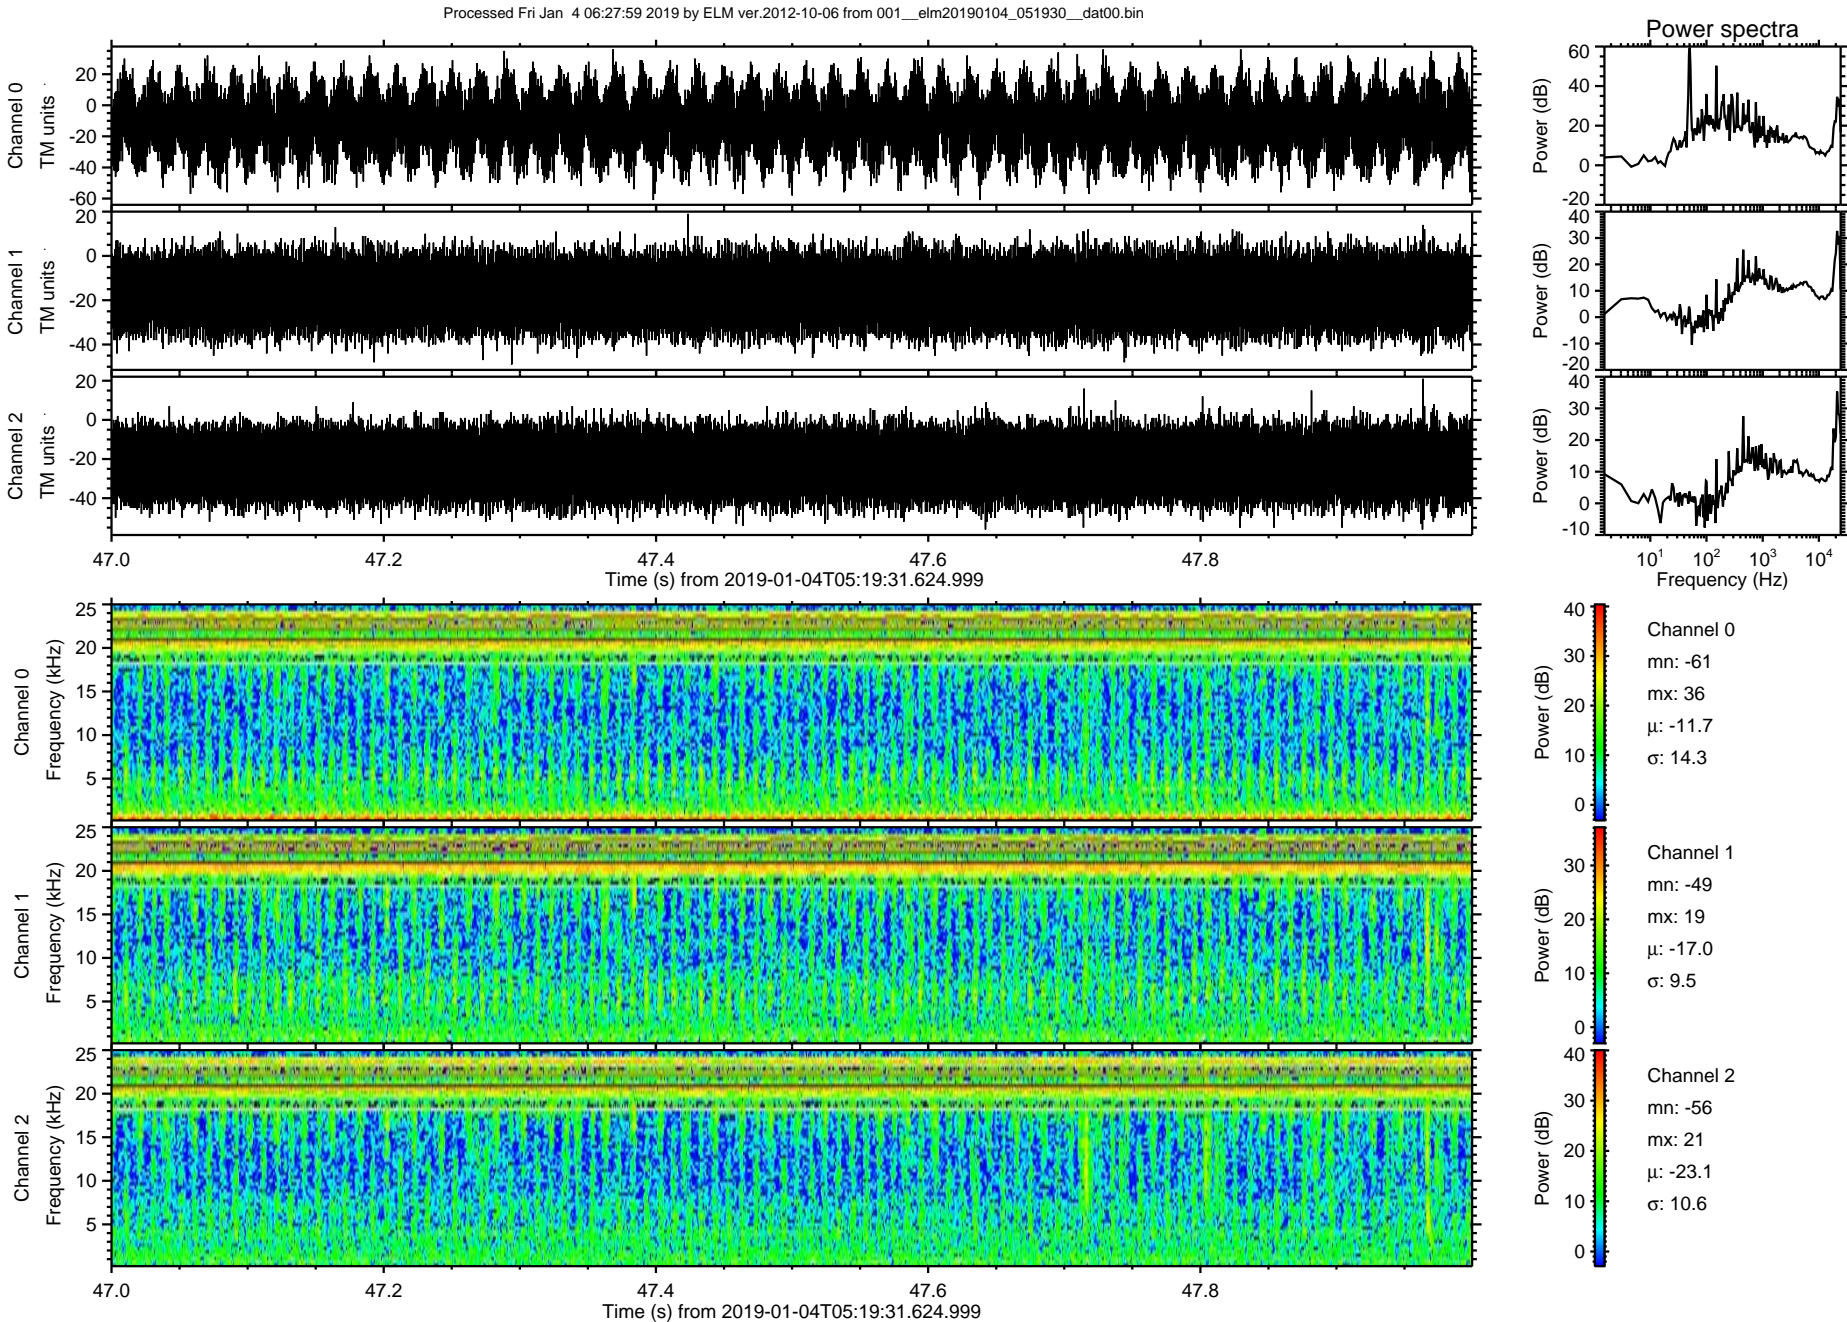 Processed Fri Jan  4 06:27:59 2019 by ELM ver.2012-10-06 from 001__elm20190104_051930__dat00.bin
Power spectra
Channel 0
TM units
20
0
-20
-40
-60
Power (dB)
60
40
20
0
-20
Channel 1
TM units
20
0
-20
-40
Power (dB)
40
30
20
10
0
-10
-20
Channel 2
TM units
20
0
-20
-40
Power (dB)
40
30
20
10
0
-10
47.0 47.2 47.4 47.6 47.8
Time (s) from 2019-01-04T05:19:31.624.999
10^1 10^2 10^3 10^4
Frequency (Hz)
Channel 0
Frequency (kHz)
25
20
15
10
5
Power (dB)
40
30
20
10
0
Channel 0
mn: -61
mx: 36
µ: -11.7
σ: 14.3
Channel 1
Frequency (kHz)
25
20
15
10
5
Power (dB)
30
20
10
0
Channel 1
mn: -49
mx: 19
µ: -17.0
σ: 9.5
Channel 2
Frequency (kHz)
25
20
15
10
5
Power (dB)
40
30
20
10
0
Channel 2
mn: -56
mx: 21
µ: -23.1
σ: 10.6
47.0 47.2 47.4 47.6 47.8
Time (s) from 2019-01-04T05:19:31.624.999